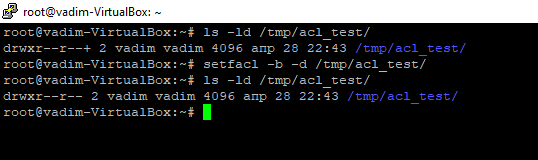 root@vadim-VirtualBox: ~
root@vadim-VirtualBox:~# ls -ld /tmp/acl_test/
drwxr--r--+ 2 vadim vadim 4096 апр 28 22:43 /tmp/acl_test/
root@vadim-VirtualBox:~# setfacl -b -d /tmp/acl_test/
root@vadim-VirtualBox:~# ls -ld /tmp/acl_test/
drwxr--r-- 2 vadim vadim 4096 апр 28 22:43 /tmp/acl_test/
root@vadim-VirtualBox:~#